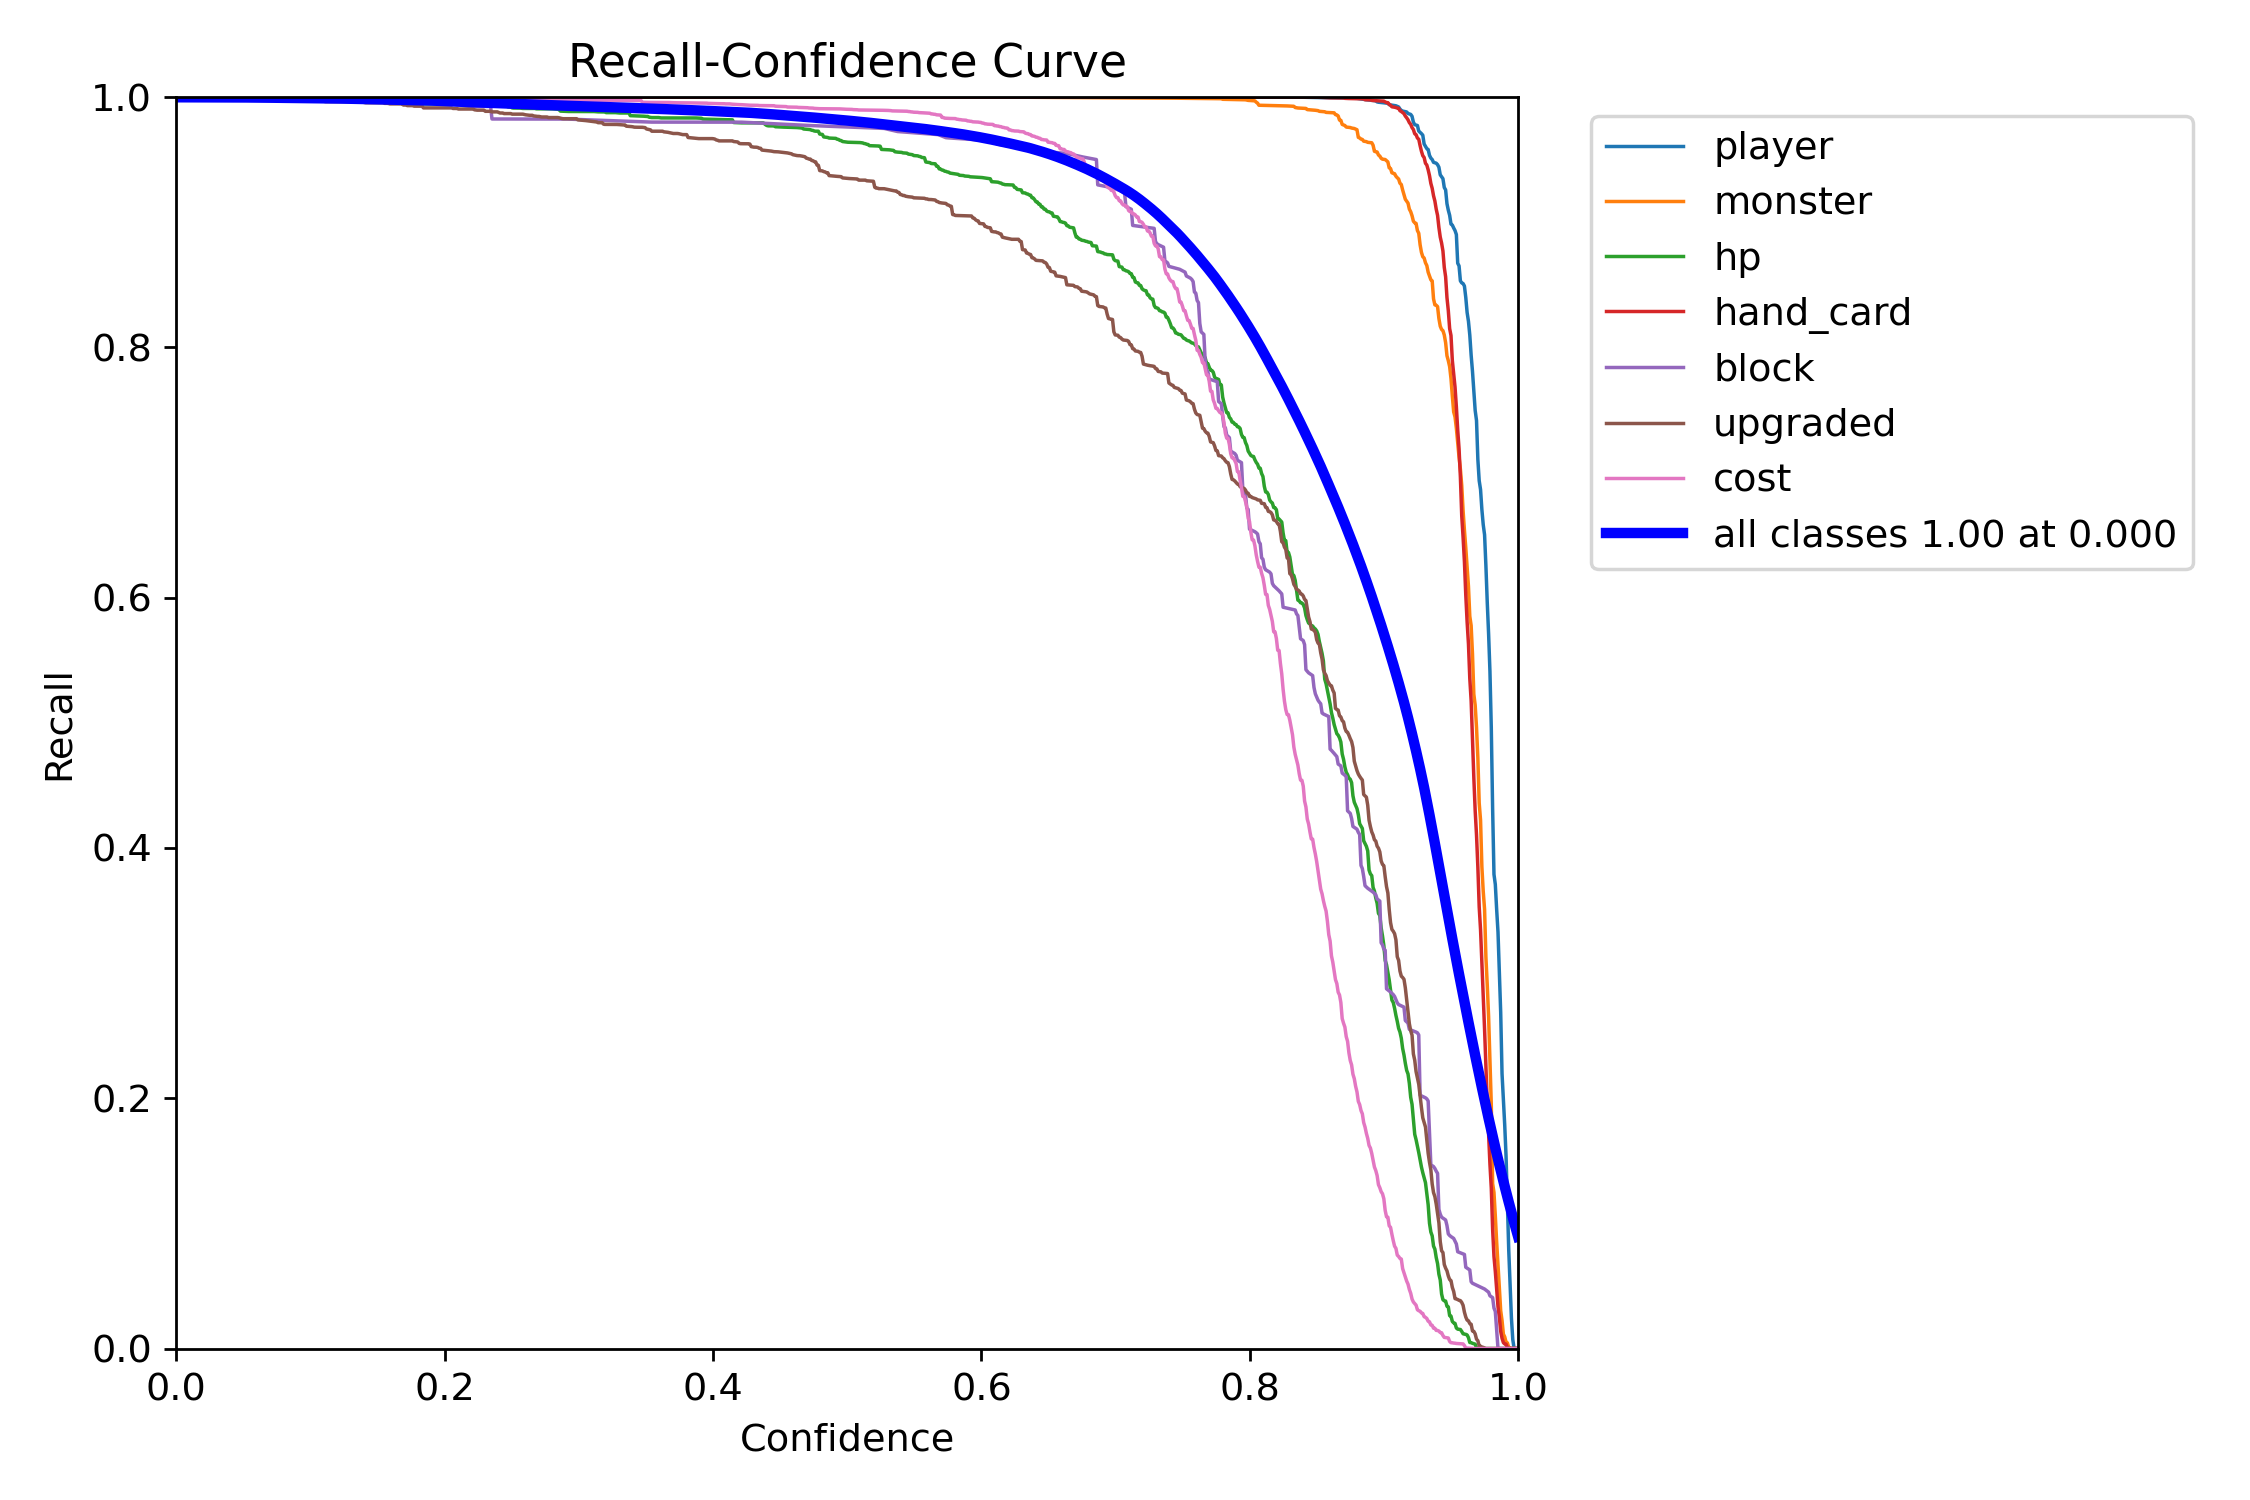 Recall-Confidence Curve
1.0
0.8
0.6
0.4
0.2
0.0
Recall
0.0 0.2 0.4 0.6 0.8 1.0
Confidence
player
monster
hp
hand_card
block
upgraded
cost
all classes 1.00 at 0.000